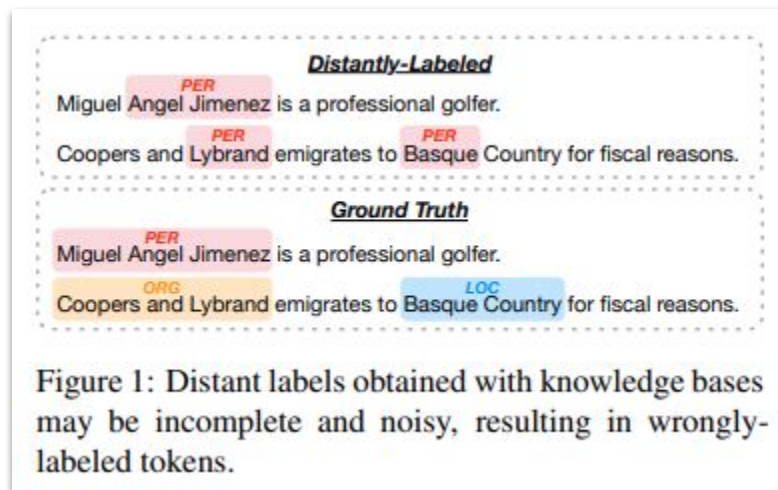 Distantly-Labeled
PER
Miguel Angel Jimenez is a professional golfer.
PER PER
Coopers and Lybrand emigrates to Basque Country for fiscal reasons.
Ground Truth
PER
Miguel Angel Jimenez is a professional golfer.
ORG LOC
Coopers and Lybrand emigrates to Basque Country for fiscal reasons.
Figure 1: Distant labels obtained with knowledge bases
may be incomplete and noisy, resulting in wrongly-
labeled tokens.